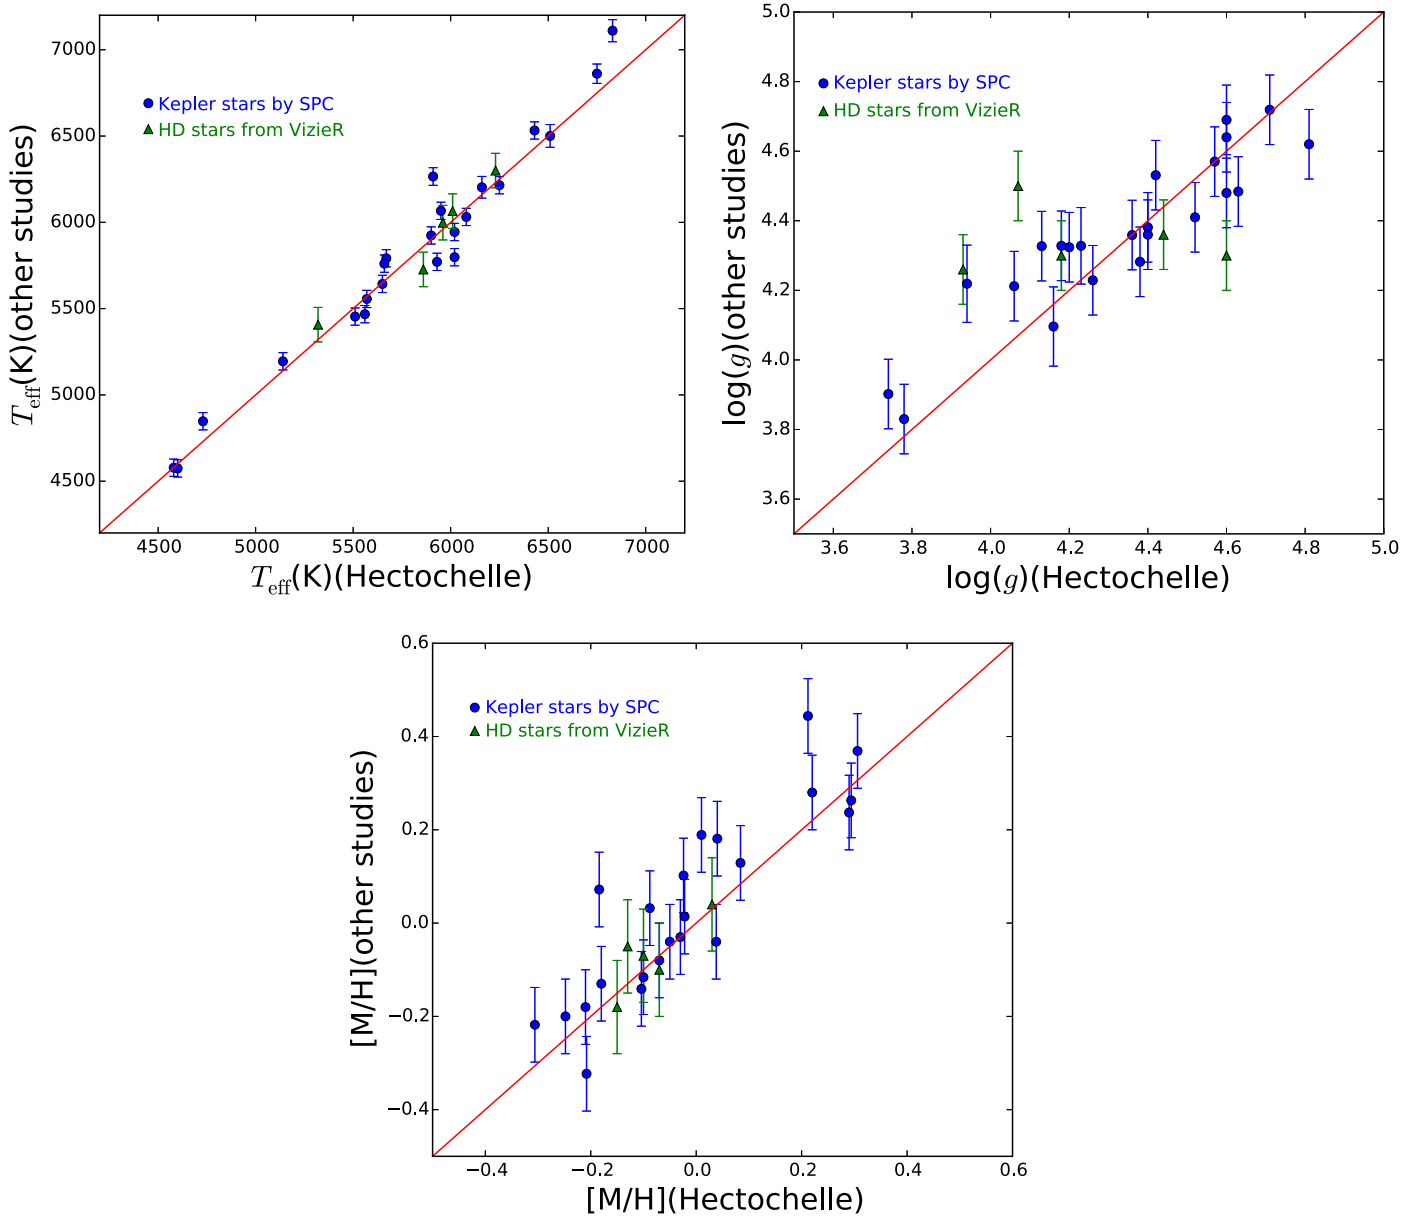 7000
6500
6000
5500
5000
4500
4500 5000 5500 6000 6500 7000
T_eff(K)(other studies)
T_eff(K)(Hectochelle)
Kepler stars by SPC
HD stars from VizieR
5.0
4.8
4.6
4.4
4.2
4.0
3.8
3.6
3.6 3.8 4.0 4.2 4.4 4.6 4.8 5.0
log(g)(other studies)
log(g)(Hectochelle)
Kepler stars by SPC
HD stars from VizieR
0.6
0.4
0.2
0.0
−0.2
−0.4
−0.4 −0.2 0.0 0.2 0.4 0.6
[M/H](other studies)
[M/H](Hectochelle)
Kepler stars by SPC
HD stars from VizieR